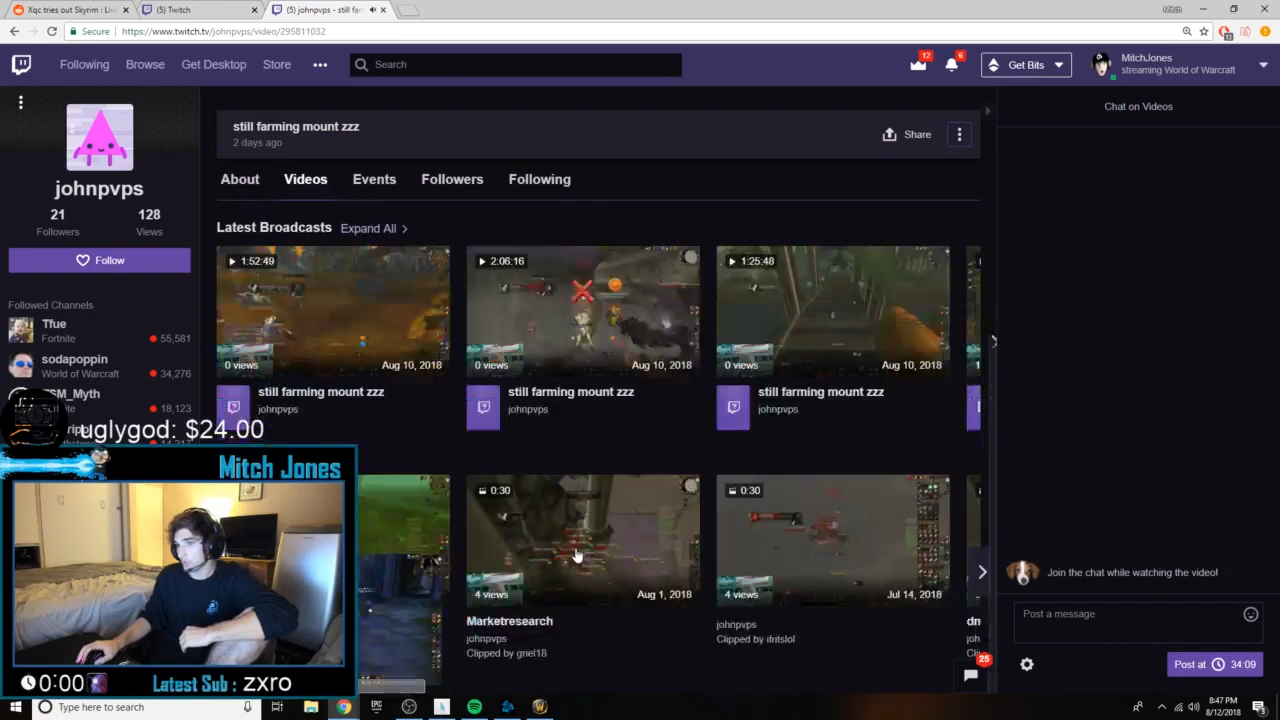 Xqc tries out Skyrim : Liv
(5) Twitch
(5) johnpvps - still far
Mitch
Secure
https://www.twitch.tv/johnpvps/video/295811032
Following
Browse
Get Desktop
Store
Search
12
6
Get Bits
MitchJones
streaming World of Warcraft
johnpvps
21
128
Followers
Views
Follow
Followed Channels
Tfue
Fortnite
55,581
sodapoppin
World of Warcraft
34,276
SM_Myth
18,123
uglygod: $24.00
still farming mount zzz
2 days ago
Share
About
Videos
Events
Followers
Following
Latest Broadcasts
Expand All
1:52:49
0 views
Aug 10, 2018
still farming mount zzz
johnpvps
2:06:16
0 views
Aug 10, 2018
still farming mount zzz
johnpvps
1:25:48
0 views
Aug 10, 2018
still farming mount zzz
johnpvps
0:30
4 views
Aug 1, 2018
Marketresearch
johnpvps
Clipped by gnel18
0:30
4 views
Jul 14, 2018
johnpvps
Clipped by ifritslol
Chat on Videos
Join the chat while watching the video!
Post a message
Post at 34:09
25
Mitch Jones
0:00
Latest Sub : zxro
Type here to search
EPIC
8:47 PM
8/12/2018
3